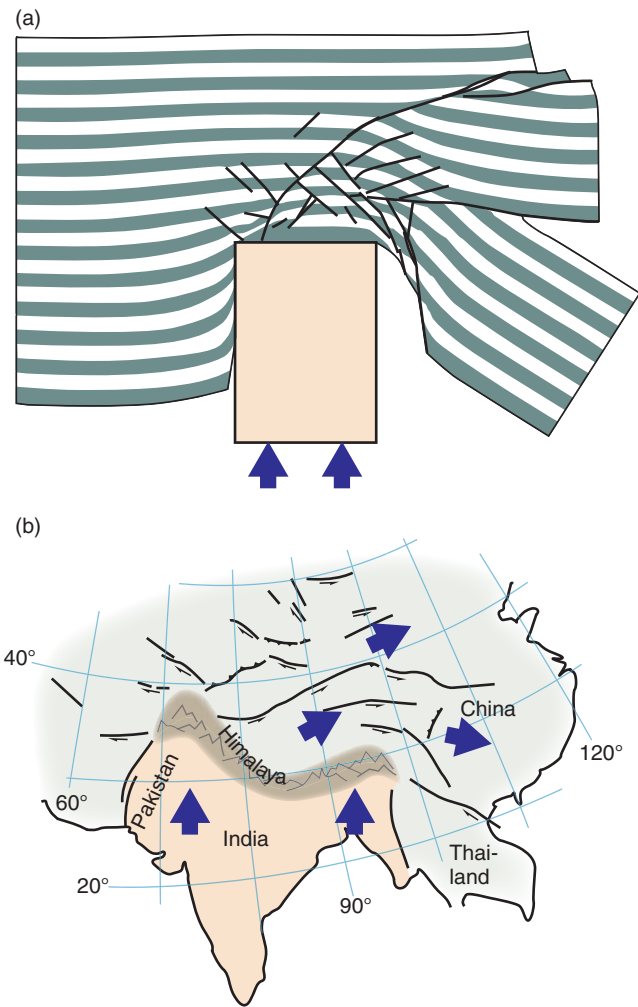 (a)
(b)
40°
China
Himalaya
120°
60°
Pakistan
India
Thai-
land
20°
90°